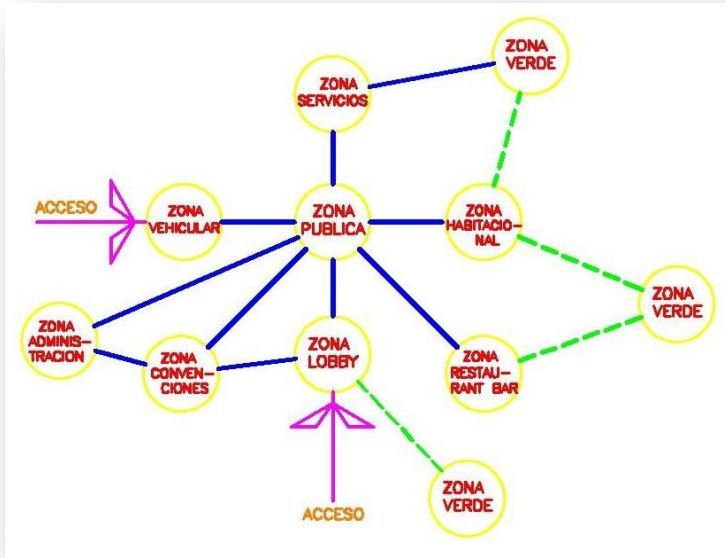 ZONA
VERDE
ZONA
SERVICIOS
ACCESO
ZONA
VEHICULAR
ZONA
PUBLICA
ZONA
HABITACIO-
NAL
ZONA
VERDE
ZONA
ADMINIS-
TRACION
ZONA
CONVEN-
CIONES
ZONA
LOBBY
ZONA
RESTAU-
RANT BAR
ZONA
VERDE
ACCESO